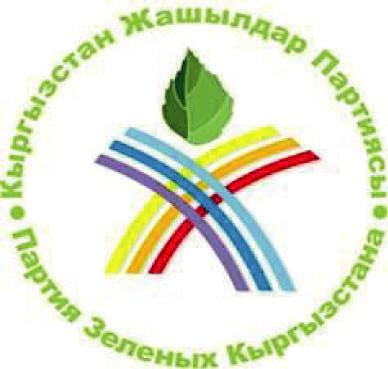 Кыргызстан Жашылдар Партиясы
Партия Зеленых Кыргызстана